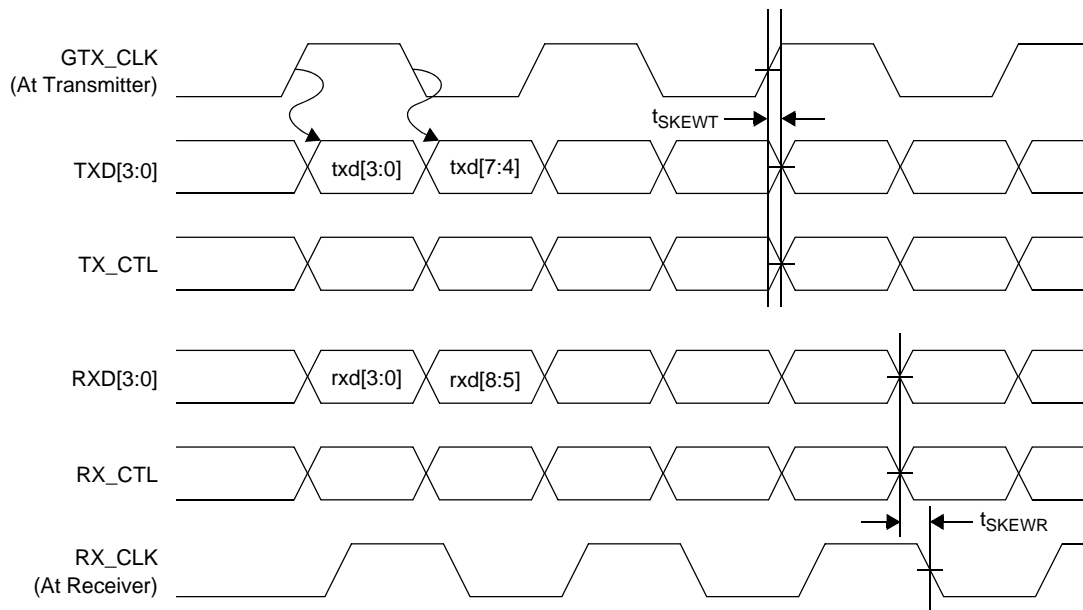 GTX_CLK
(At Transmitter)
tSKEWT
TXD[3:0]
txd[3:0]
txd[7:4]
TX_CTL
RXD[3:0]
rxd[3:0]
rxd[8:5]
RX_CTL
tSKEWR
RX_CLK
(At Receiver)